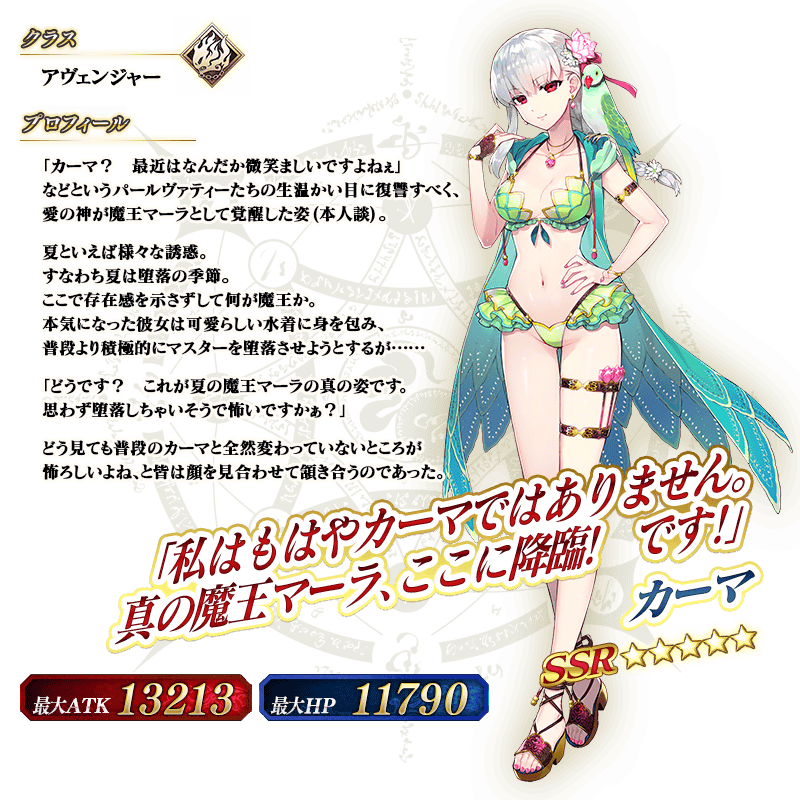 クラス
アヴェンジャー
プロフィール
「カーマ？　最近はなんだか微笑ましいですよねぇ」
などというパールヴァティーたちの生温かい目に復讐すべく、
愛の神が魔王マーラとして覚醒した姿(本人談)。
夏といえば様々な誘惑。
すなわち夏は堕落の季節。
ここで存在感を示さずして何が魔王か。
本気になった彼女は可愛らしい水着に身を包み、
普段より積極的にマスターを堕落させようとするが……
「どうです？　これが夏の魔王マーラの真の姿です。
思わず堕落しちゃいそうで怖いですかぁ？」
どう見ても普段のカーマと全然変わっていないところが
怖ろしいよね、と皆は顔を見合わせて頷き合うのであった。
「私はもはやカーマではありません。
真の魔王マーラ、ここに降臨！　です！」
カーマ
SSR
最大ATK 13213
最大HP 11790